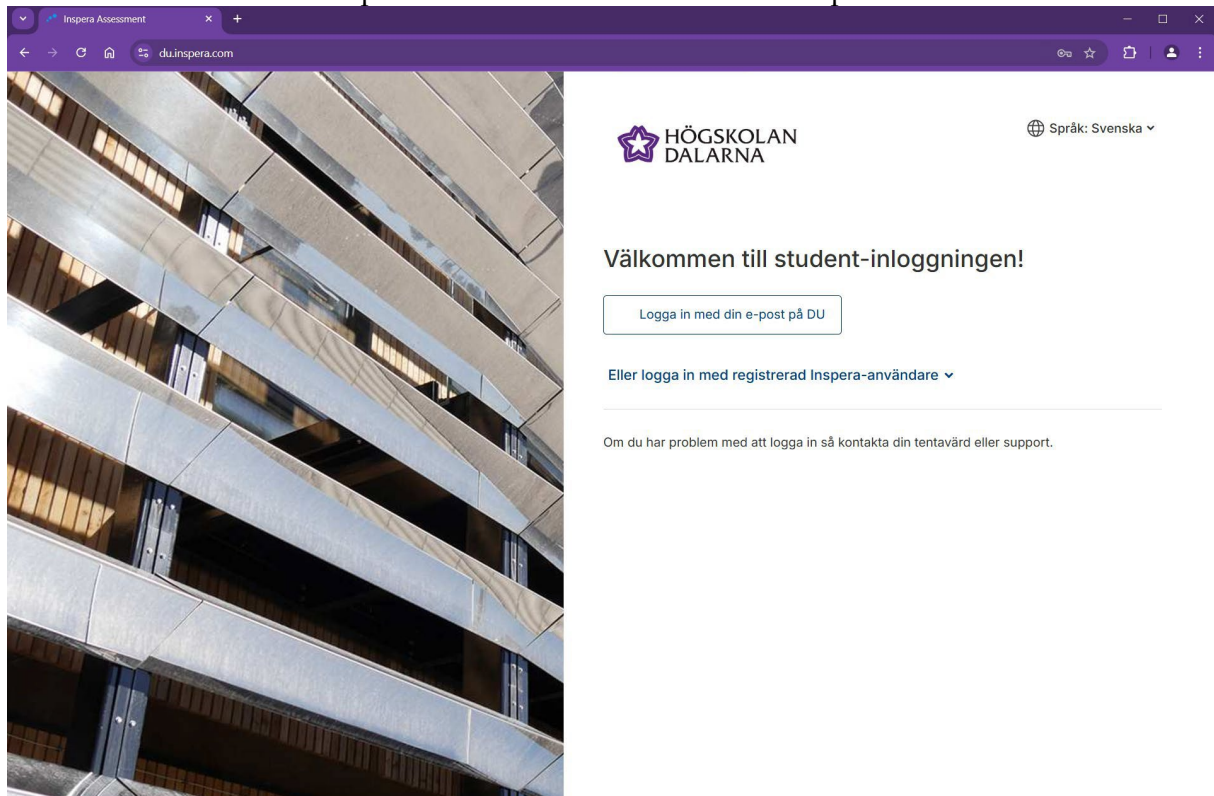 Inspera Assessment
du.inspera.com
HÖGSKOLAN
DALARNA
Språk: Svenska
Välkommen till student-inloggningen!
Logga in med din e-post på DU
Eller logga in med registrerad Inspera-användare
Om du har problem med att logga in så kontakta din tentavärd eller support.